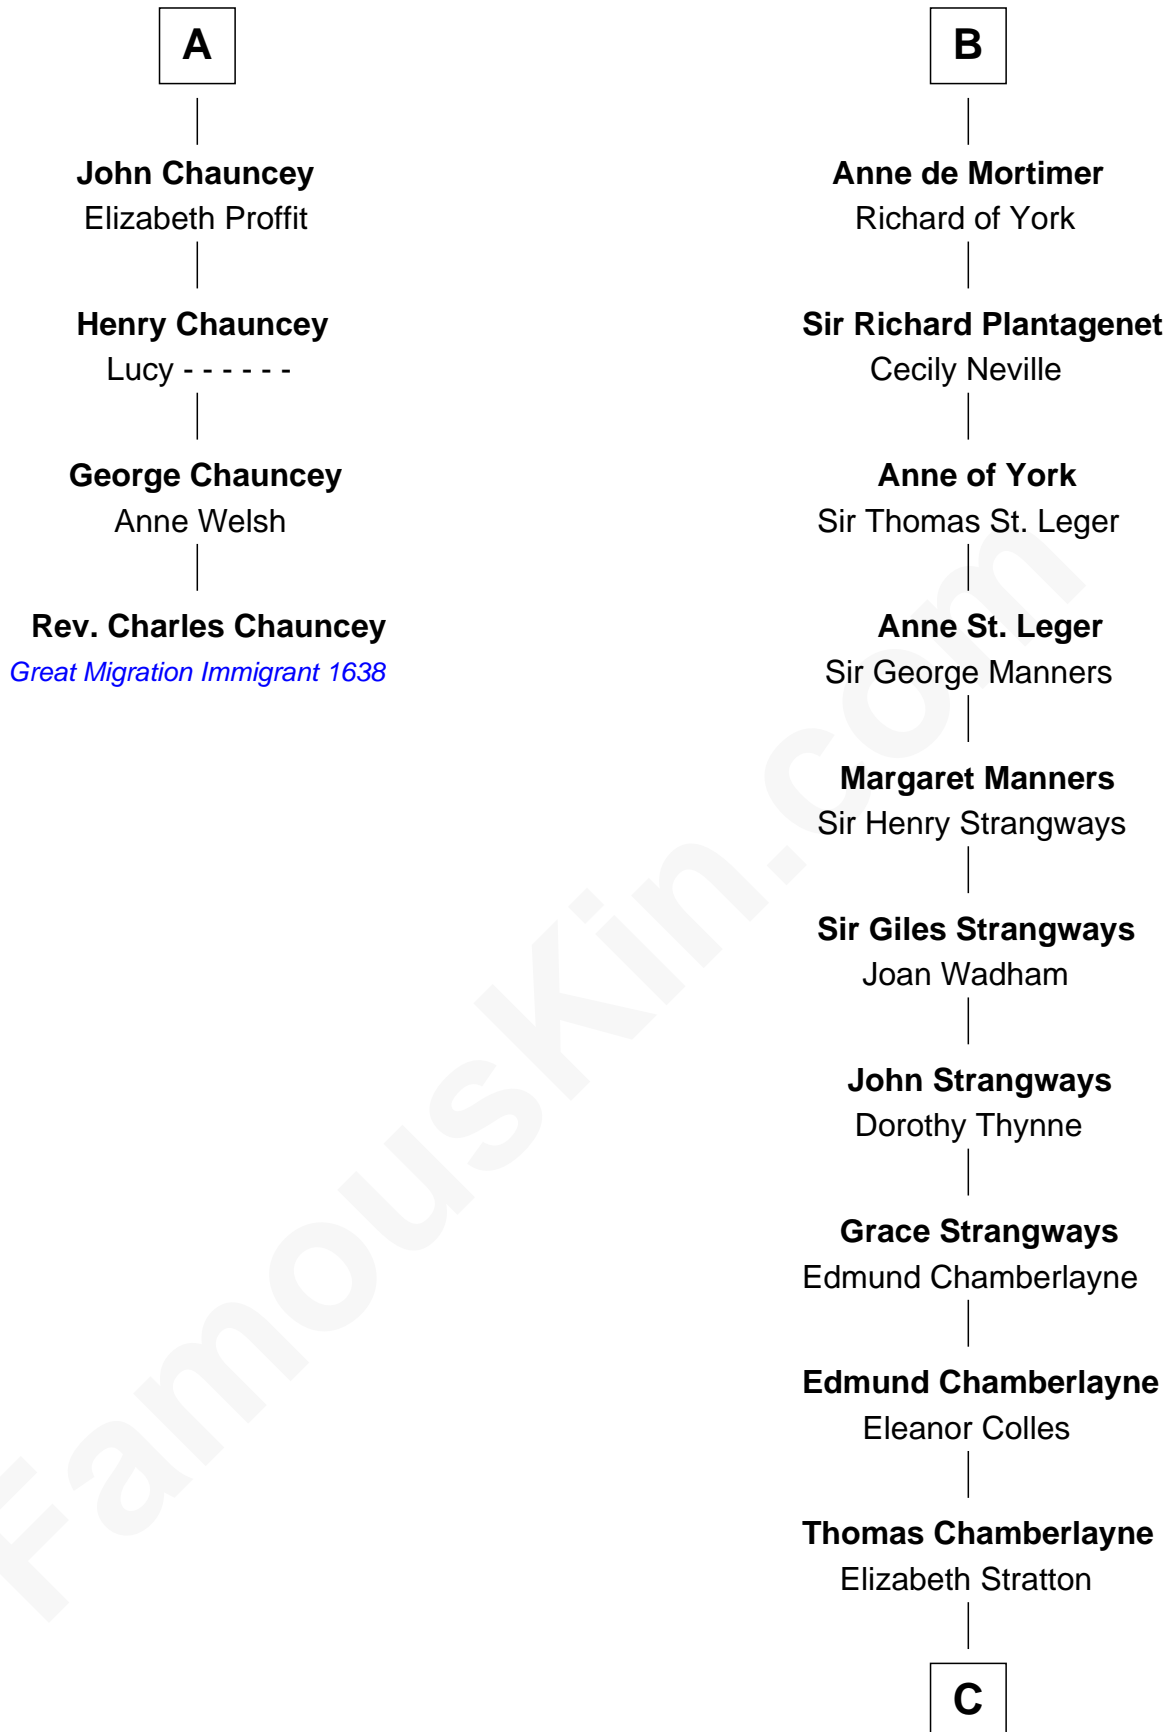 A
John Chauncey
Elizabeth Proffit
Henry Chauncey
Lucy - - - - - -
George Chauncey
Anne Welsh
Rev. Charles Chauncey
Great Migration Immigrant 1638
B
Anne de Mortimer
Richard of York
Sir Richard Plantagenet
Cecily Neville
Anne of York
Sir Thomas St. Leger
Anne St. Leger
Sir George Manners
Margaret Manners
Sir Henry Strangways
Sir Giles Strangways
Joan Wadham
John Strangways
Dorothy Thynne
Grace Strangways
Edmund Chamberlayne
Edmund Chamberlayne
Eleanor Colles
Thomas Chamberlayne
Elizabeth Stratton
C
FamousKin.com